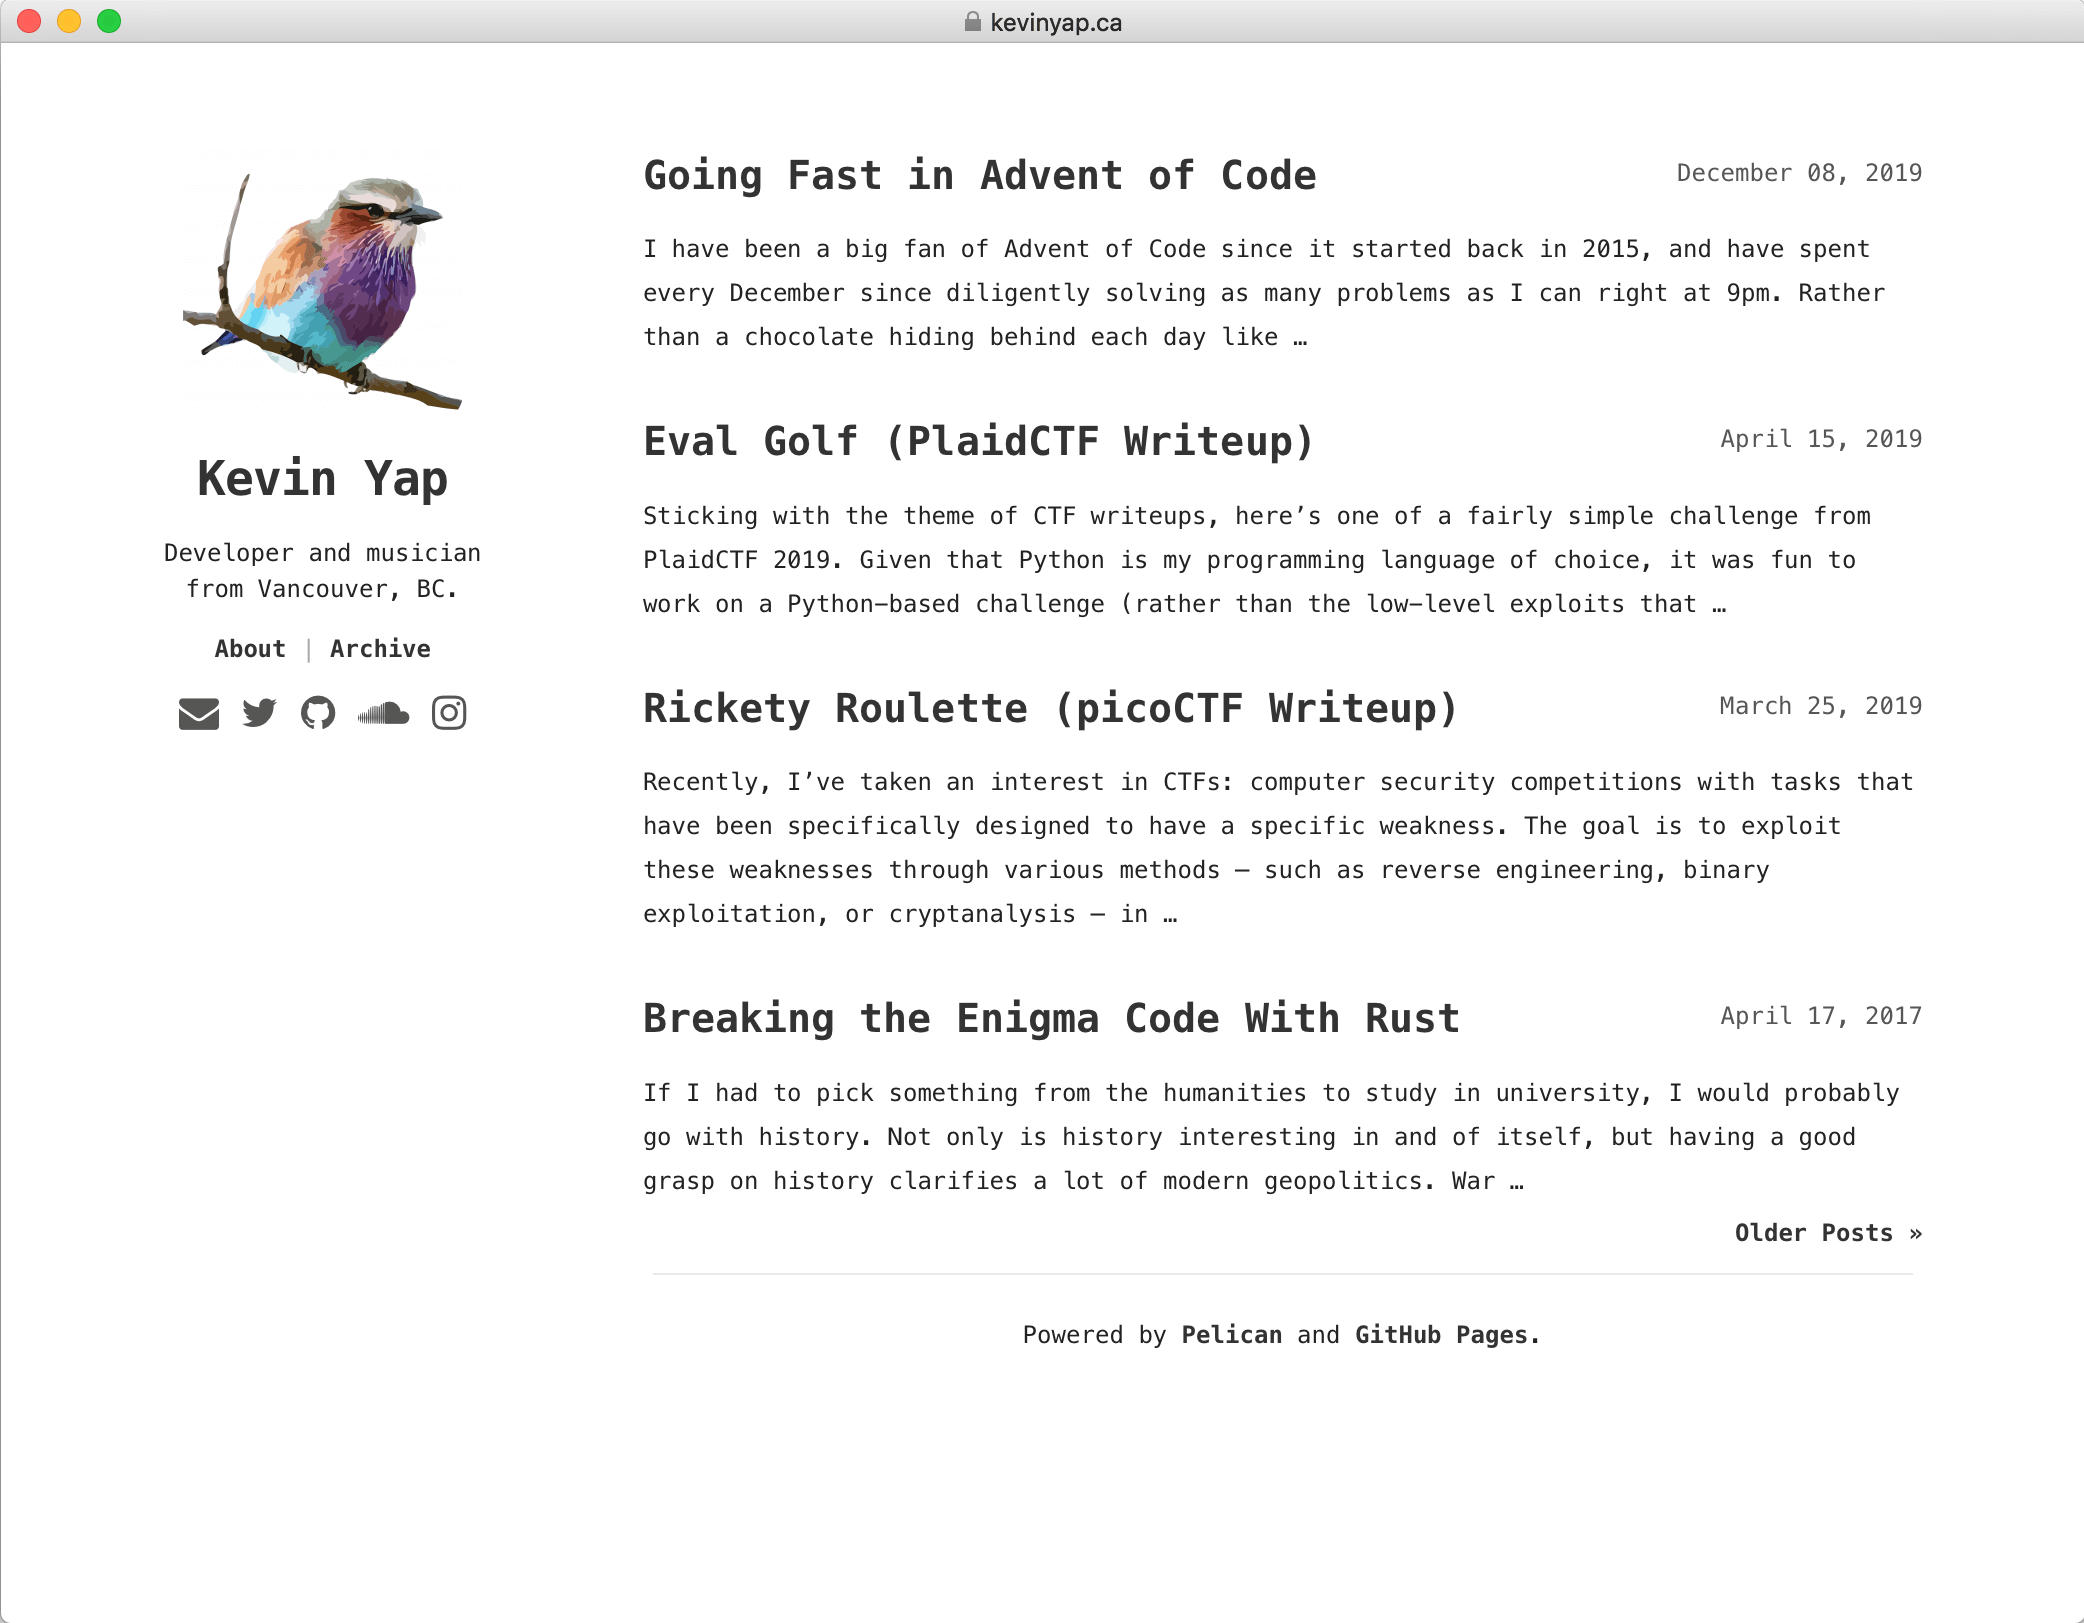 kevinyap.ca
Kevin Yap
Developer and musician
from Vancouver, BC.
About | Archive
Going Fast in Advent of Code
December 08, 2019
I have been a big fan of Advent of Code since it started back in 2015, and have spent
every December since diligently solving as many problems as I can right at 9pm. Rather
than a chocolate hiding behind each day like …
Eval Golf (PlaidCTF Writeup)
April 15, 2019
Sticking with the theme of CTF writeups, here’s one of a fairly simple challenge from
PlaidCTF 2019. Given that Python is my programming language of choice, it was fun to
work on a Python-based challenge (rather than the low-level exploits that …
Rickety Roulette (picoCTF Writeup)
March 25, 2019
Recently, I’ve taken an interest in CTFs: computer security competitions with tasks that
have been specifically designed to have a specific weakness. The goal is to exploit
these weaknesses through various methods — such as reverse engineering, binary
exploitation, or cryptanalysis — in …
Breaking the Enigma Code With Rust
April 17, 2017
If I had to pick something from the humanities to study in university, I would probably
go with history. Not only is history interesting in and of itself, but having a good
grasp on history clarifies a lot of modern geopolitics. War …
Older Posts »
Powered by Pelican and GitHub Pages.